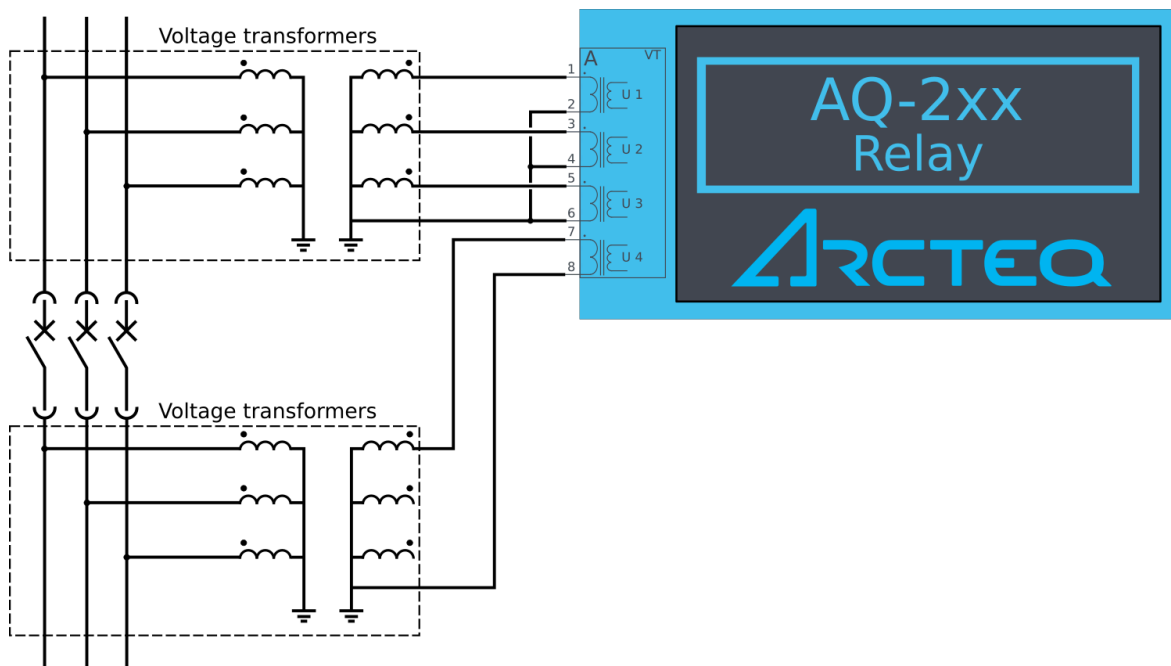 Voltage transformers
A
VT
1
2
U 1
3
4
U 2
5
6
U 3
7
8
U 4
AQ-2xx
Relay
ARCTEQ
Voltage transformers